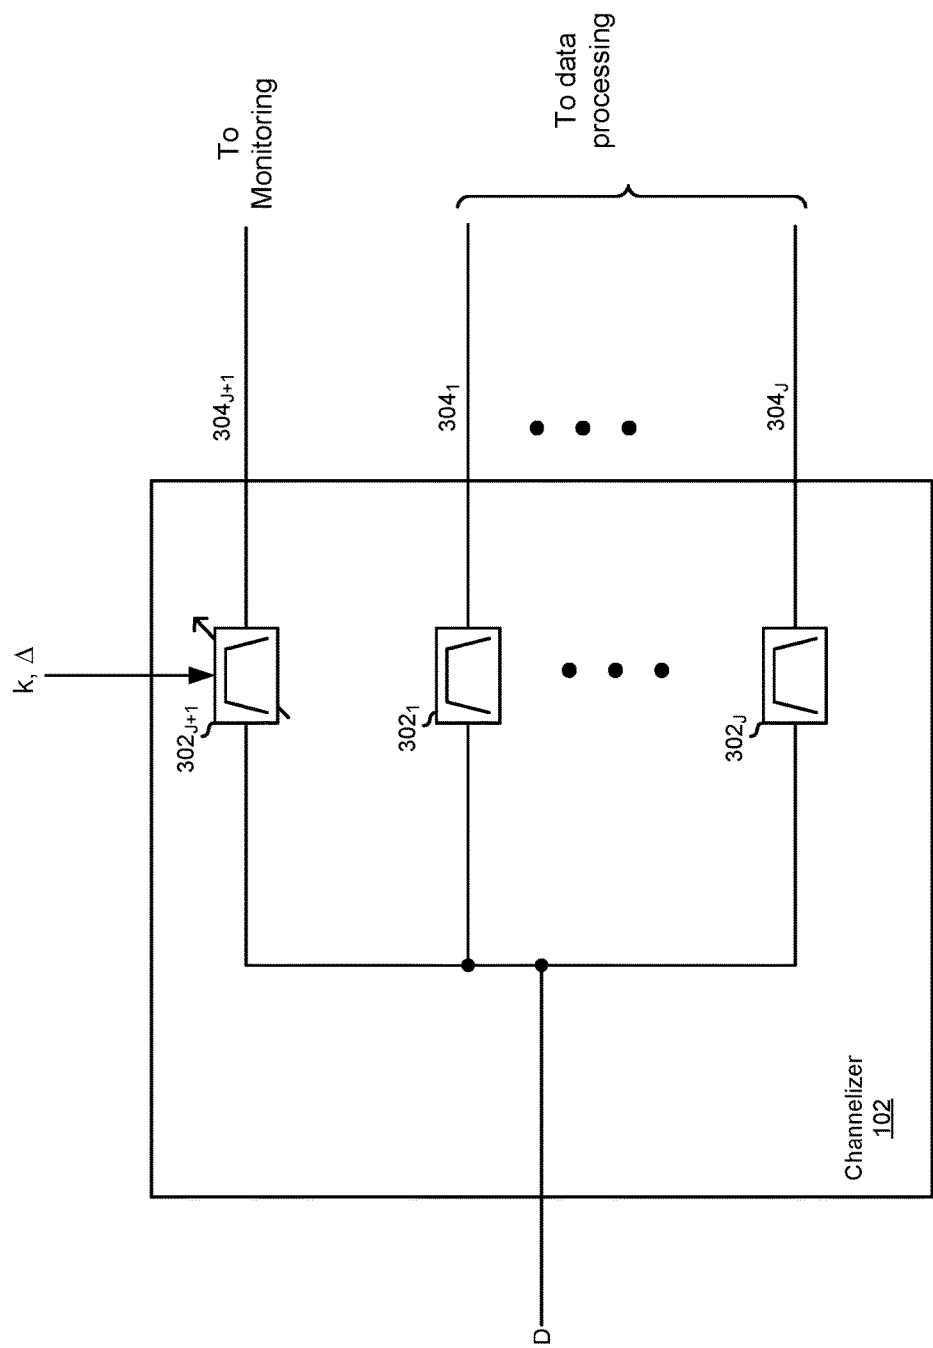 k, Δ
To
Monitoring
304J+1
302J+1
To data
processing
3041
3021
304J
302J
D
Channelizer
102